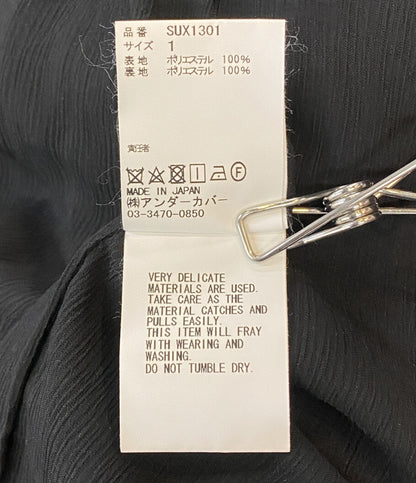 品番 SUX1301
サイズ 1
表地 ポリエステル 100%
裏地 ポリエステル 100%
責任者
F
MADE IN JAPAN
㈱アンダーカバー
03-3470-0850
VERY DELICATE
MATERIALS ARE USED.
TAKE CARE AS THE
MATERIAL CATCHES AND
PULLS EASILY.
THIS ITEM WILL FRAY
WITH WEARING AND
WASHING.
DO NOT TUMBLE DRY.